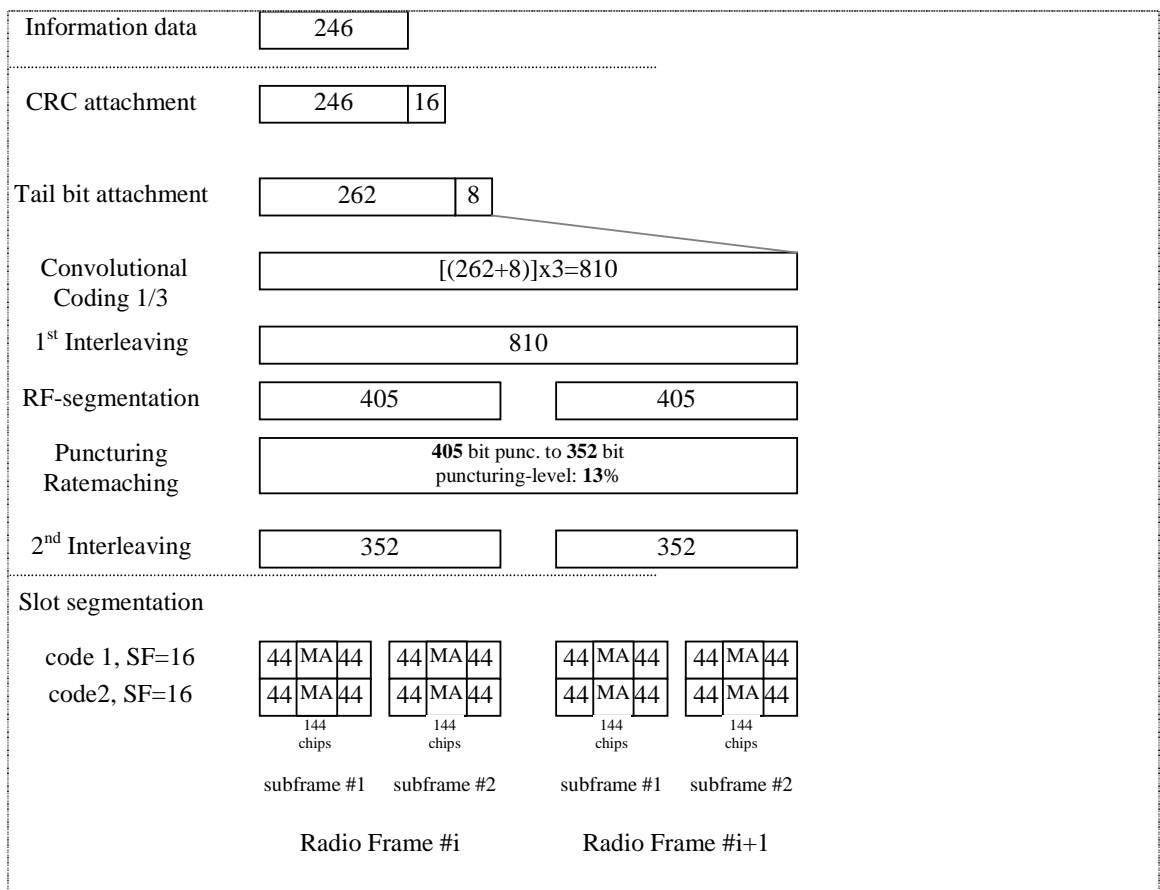 Information data 246
CRC attachment 246 16
Tail bit attachment 262 8
Convolutional
Coding 1/3
[(262+8)]x3=810
1st Interleaving 810
RF-segmentation 405 405
Puncturing
Ratemaching
405 bit punc. to 352 bit
puncturing-level: 13%
2nd Interleaving 352 352
Slot segmentation
code 1, SF=16 44 MA 44 44 MA 44 44 MA 44 44 MA 44
code2, SF=16 44 MA 44 44 MA 44 44 MA 44 44 MA 44
144 144 144 144
chips chips chips chips
subframe #1 subframe #2 subframe #1 subframe #2
Radio Frame #i Radio Frame #i+1